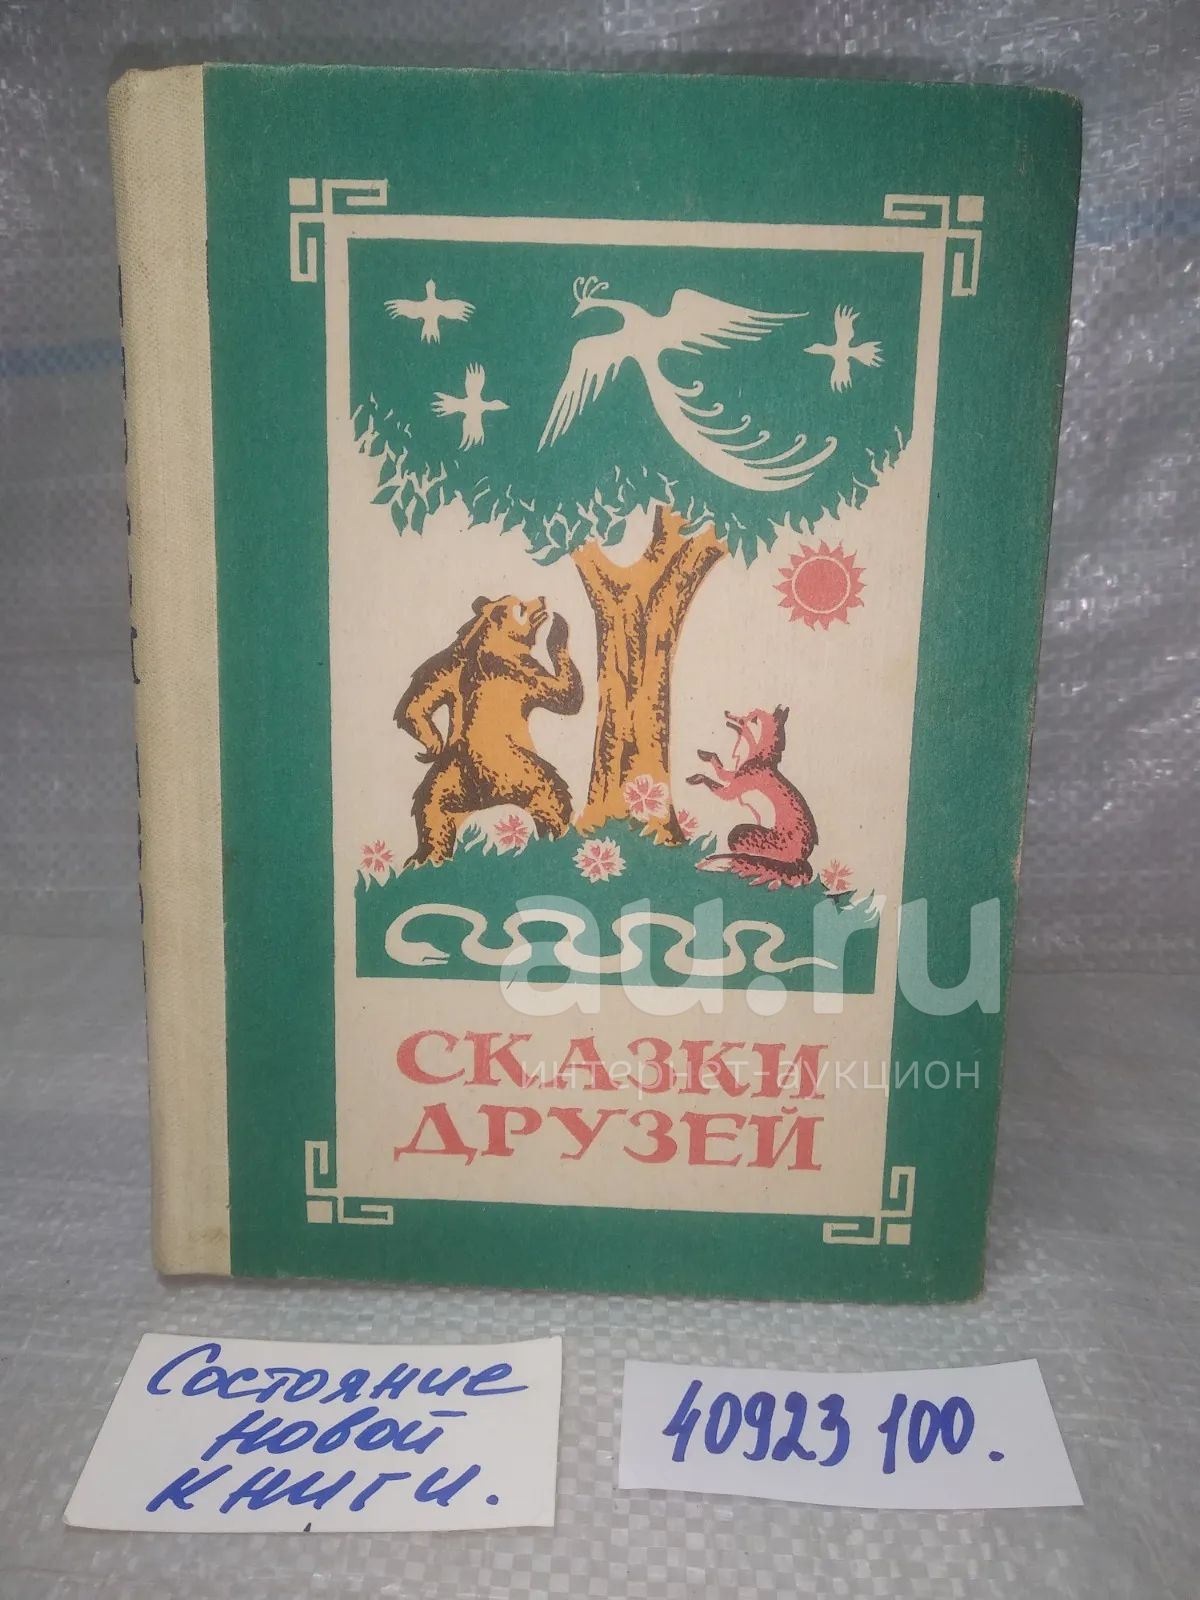 СКАЗКИ
ДРУЗЕЙ
au.ru
интернет-аукцион
Состояние
новой
книги.
40923 100.